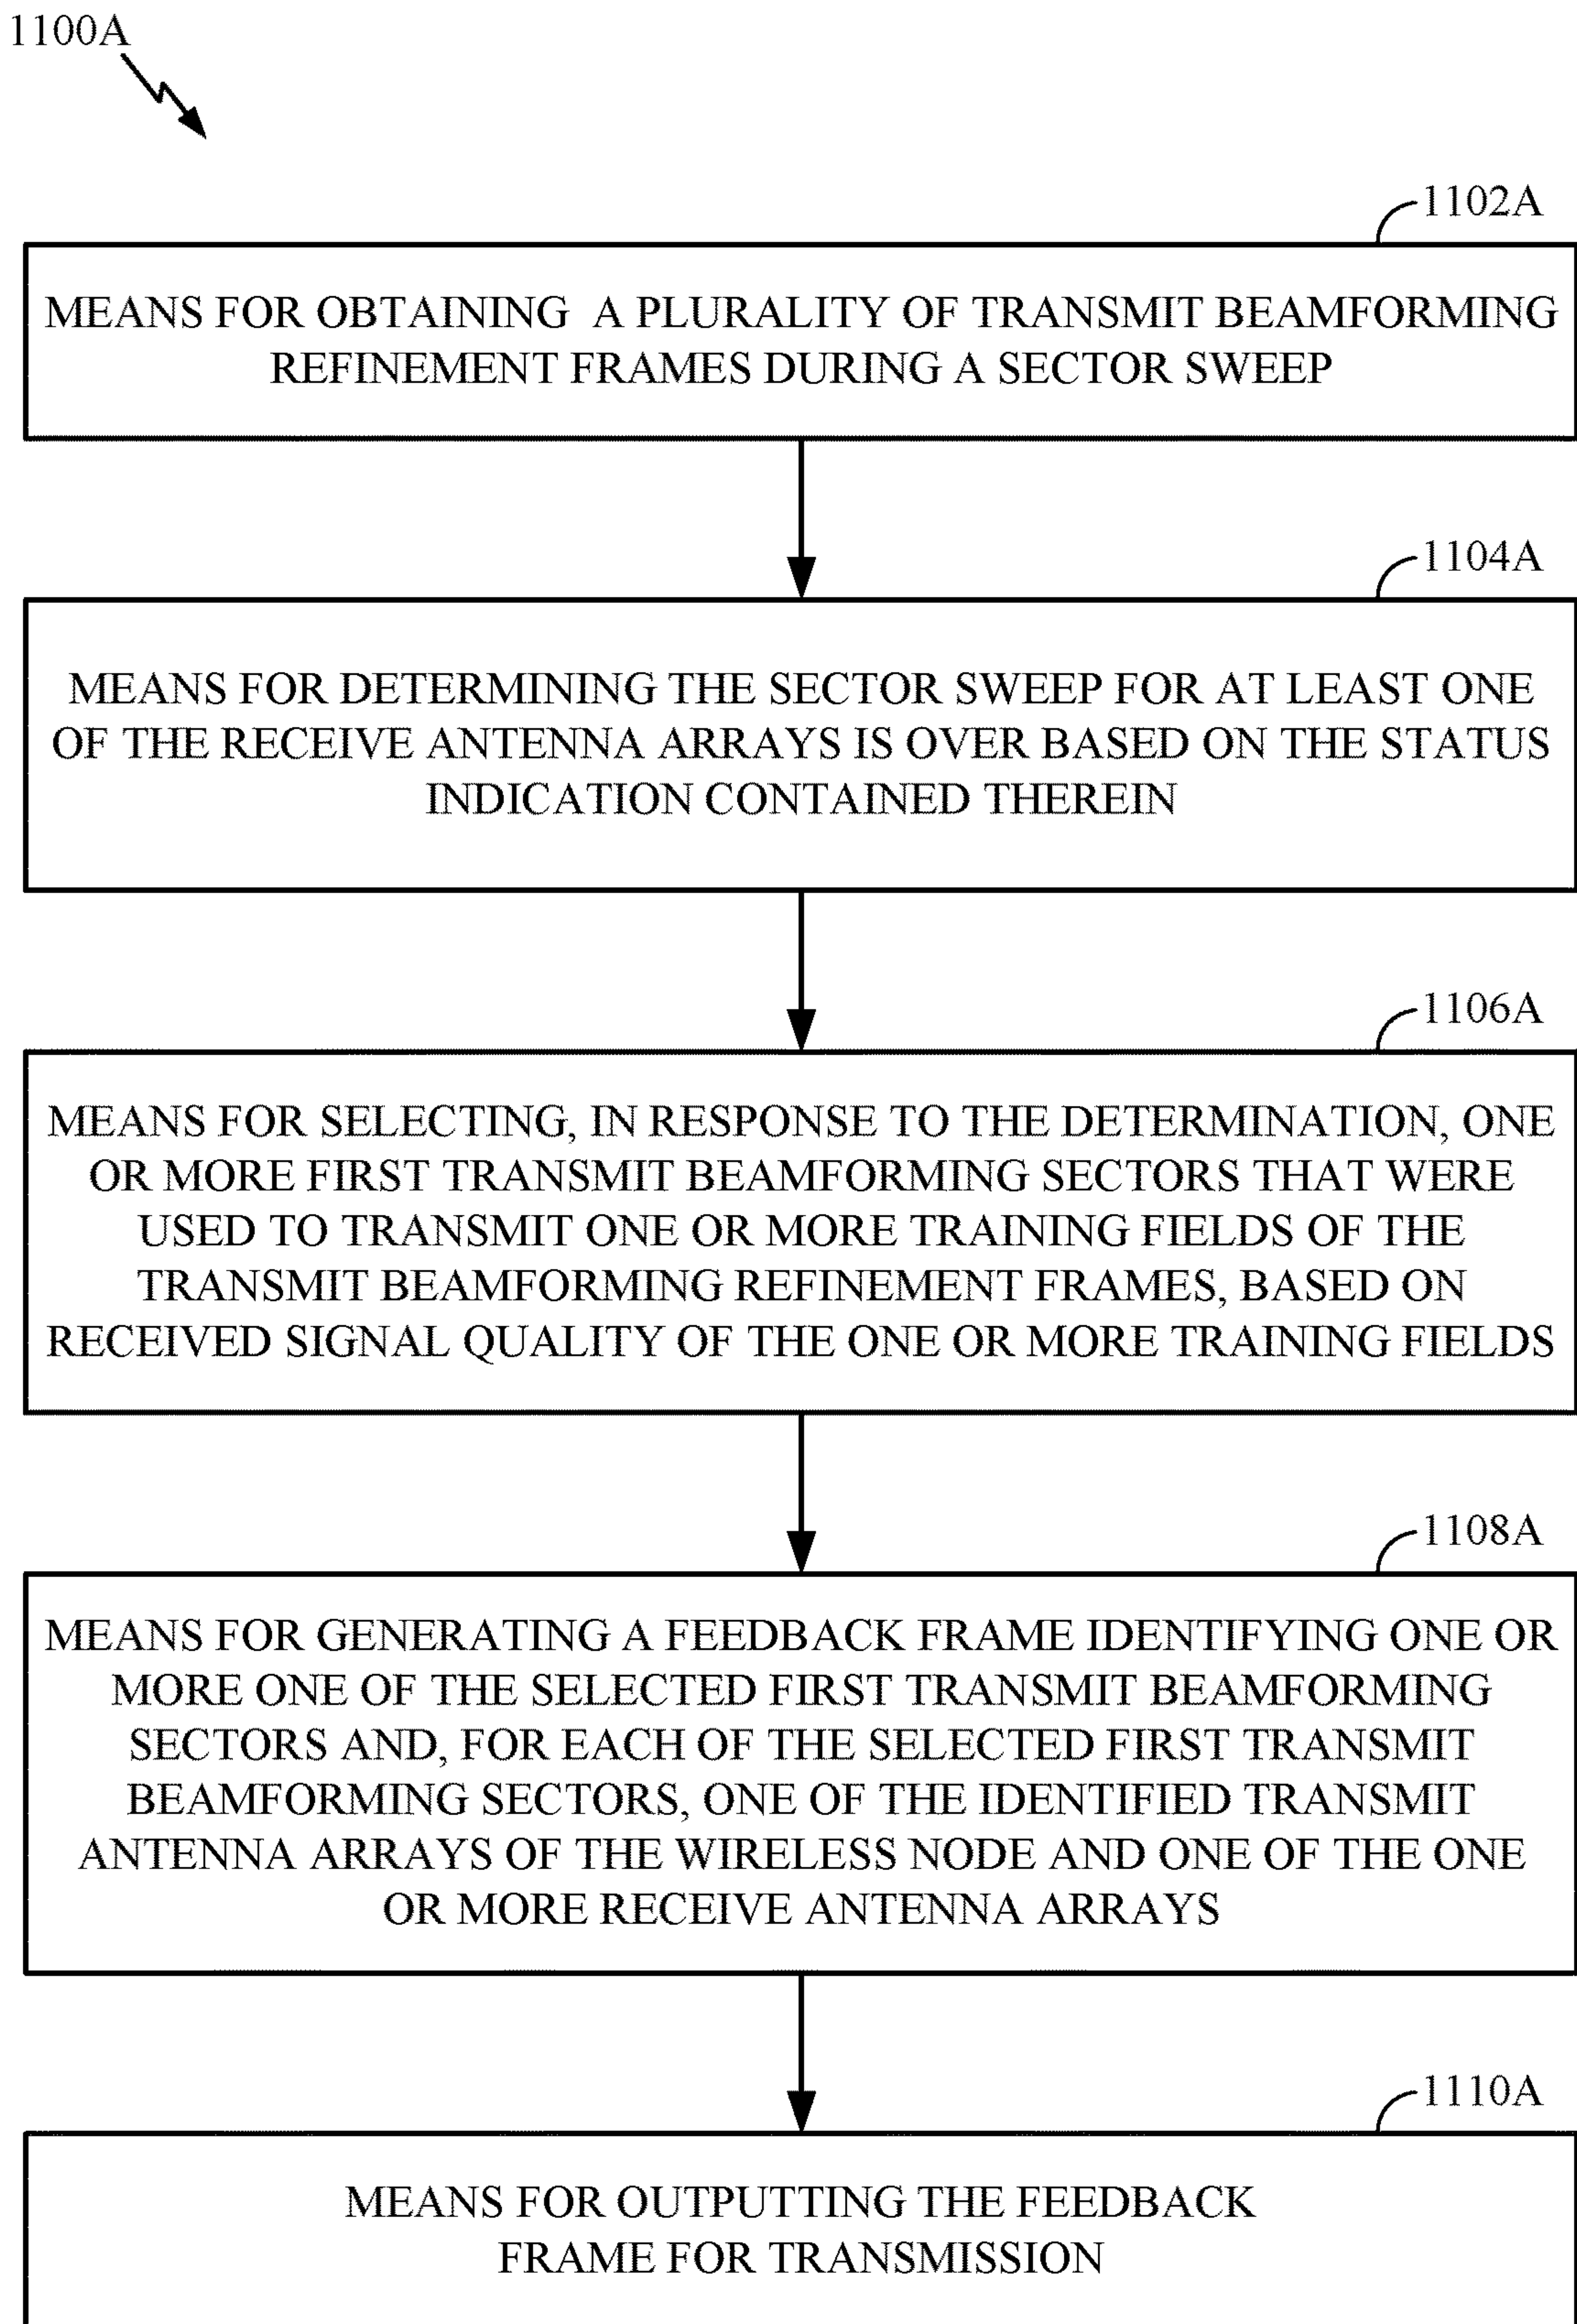 1100A
1102A
MEANS FOR OBTAINING A PLURALITY OF TRANSMIT BEAMFORMING
REFINEMENT FRAMES DURING A SECTOR SWEEP
1104A
MEANS FOR DETERMINING THE SECTOR SWEEP FOR AT LEAST ONE
OF THE RECEIVE ANTENNA ARRAYS IS OVER BASED ON THE STATUS
INDICATION CONTAINED THEREIN
1106A
MEANS FOR SELECTING, IN RESPONSE TO THE DETERMINATION, ONE
OR MORE FIRST TRANSMIT BEAMFORMING SECTORS THAT WERE
USED TO TRANSMIT ONE OR MORE TRAINING FIELDS OF THE
TRANSMIT BEAMFORMING REFINEMENT FRAMES, BASED ON
RECEIVED SIGNAL QUALITY OF THE ONE OR MORE TRAINING FIELDS
1108A
MEANS FOR GENERATING A FEEDBACK FRAME IDENTIFYING ONE OR
MORE ONE OF THE SELECTED FIRST TRANSMIT BEAMFORMING
SECTORS AND, FOR EACH OF THE SELECTED FIRST TRANSMIT
BEAMFORMING SECTORS, ONE OF THE IDENTIFIED TRANSMIT
ANTENNA ARRAYS OF THE WIRELESS NODE AND ONE OF THE ONE
OR MORE RECEIVE ANTENNA ARRAYS
1110A
MEANS FOR OUTPUTTING THE FEEDBACK
FRAME FOR TRANSMISSION